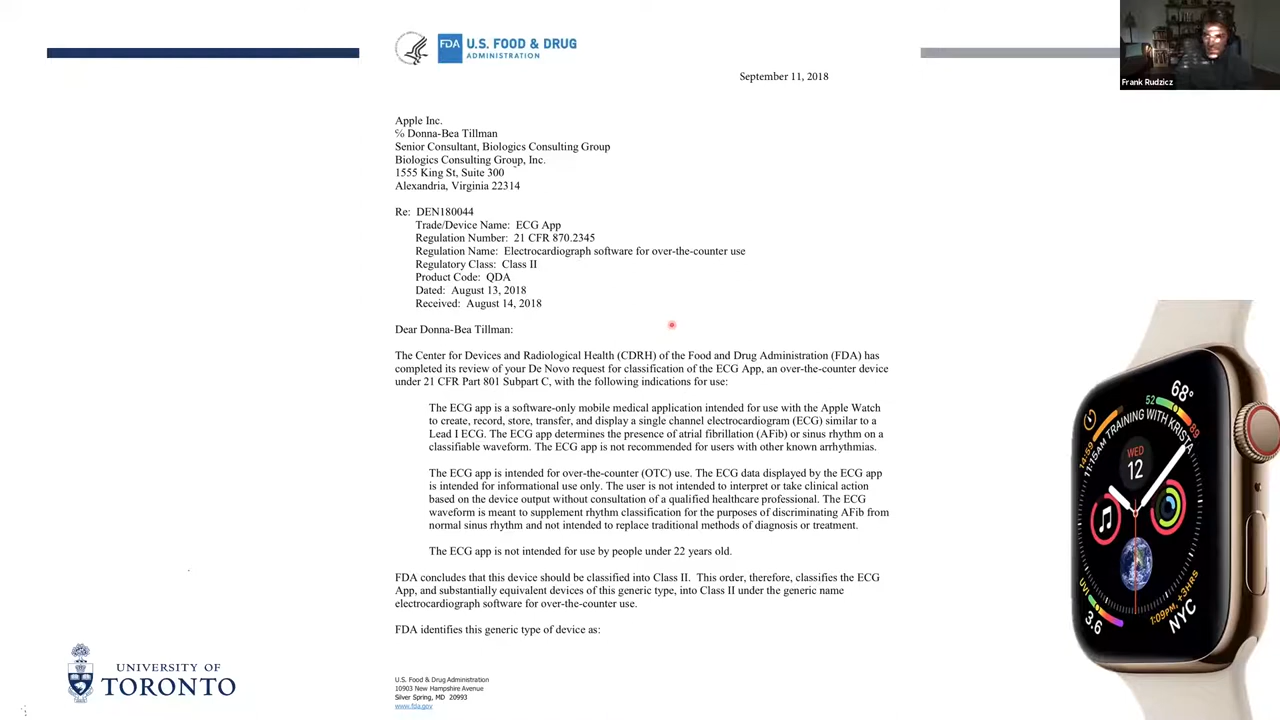 FDA U.S. FOOD & DRUG
ADMINISTRATION
Frank Rudzicz
September 11, 2018
Apple Inc.
℅ Donna-Bea Tillman
Senior Consultant, Biologics Consulting Group
Biologics Consulting Group, Inc.
1555 King St, Suite 300
Alexandria, Virginia 22314
Re: DEN180044
Trade/Device Name: ECG App
Regulation Number: 21 CFR 870.2345
Regulation Name: Electrocardiograph software for over-the-counter use
Regulatory Class: Class II
Product Code: QDA
Dated: August 13, 2018
Received: August 14, 2018
Dear Donna-Bea Tillman:
The Center for Devices and Radiological Health (CDRH) of the Food and Drug Administration (FDA) has
completed its review of your De Novo request for classification of the ECG App, an over-the-counter device
under 21 CFR Part 801 Subpart C, with the following indications for use:
The ECG app is a software-only mobile medical application intended for use with the Apple Watch
to create, record, store, transfer, and display a single channel electrocardiogram (ECG) similar to a
Lead I ECG. The ECG app determines the presence of atrial fibrillation (AFib) or sinus rhythm on a
classifiable waveform. The ECG app is not recommended for users with other known arrhythmias.
The ECG app is intended for over-the-counter (OTC) use. The ECG data displayed by the ECG app
is intended for informational use only. The user is not intended to interpret or take clinical action
based on the device output without consultation of a qualified healthcare professional. The ECG
waveform is meant to supplement rhythm classification for the purposes of discriminating AFib from
normal sinus rhythm and not intended to replace traditional methods of diagnosis or treatment.
The ECG app is not intended for use by people under 22 years old.
FDA concludes that this device should be classified into Class II. This order, therefore, classifies the ECG
App, and substantially equivalent devices of this generic type, into Class II under the generic name
electrocardiograph software for over-the-counter use.
FDA identifies this generic type of device as:
U.S. Food & Drug Administration
10903 New Hampshire Avenue
Silver Spring, MD 20993
www.fda.gov
UNIVERSITY OF
TORONTO
68°
52
89
14:59
11:15AM TRAINING WITH KRISTA
WED
12
UVI
3.6
1:09PM, +3HRS
NYC